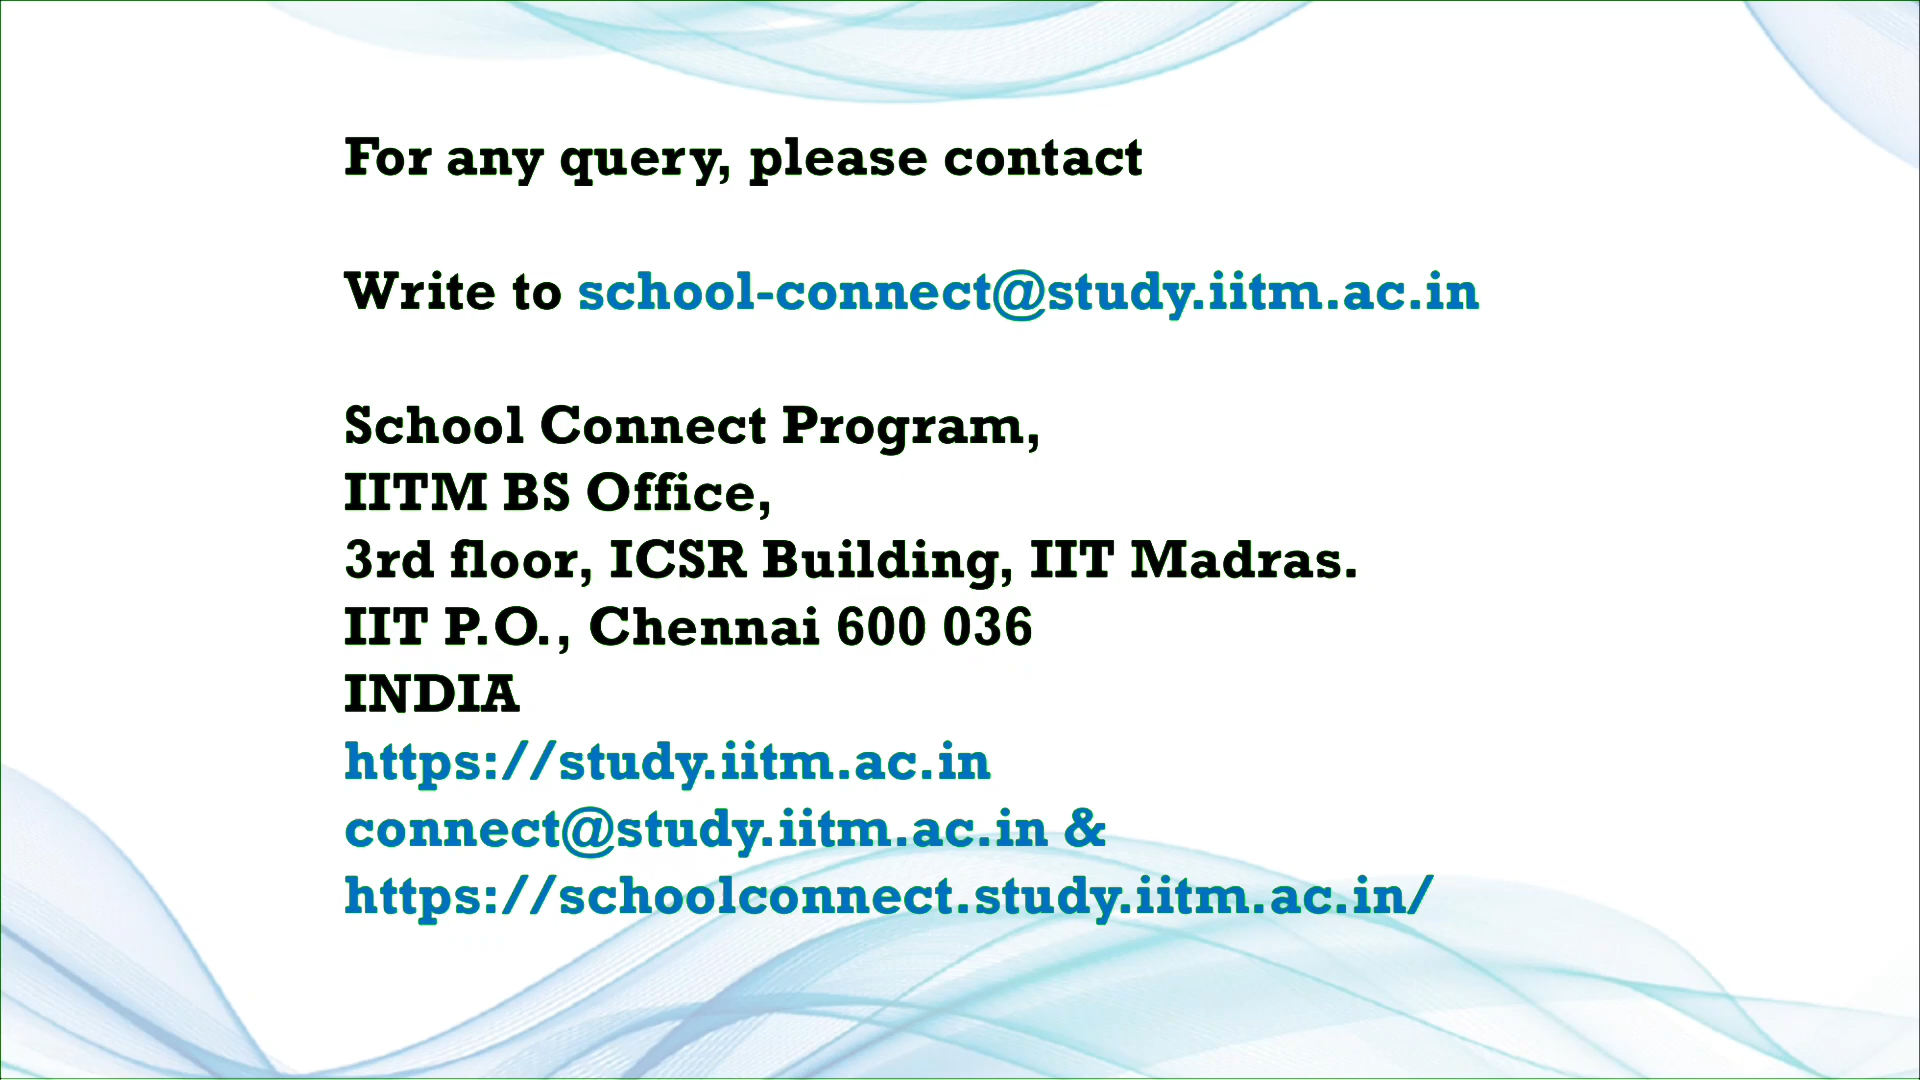 For any query, please contact
Write to school-connect@study.iitm.ac.in
School Connect Program,
IITM BS Office,
3rd floor, ICSR Building, IIT Madras.
IIT P.O., Chennai 600 036
INDIA
https://study.iitm.ac.in
connect@study.iitm.ac.in &
https://schoolconnect.study.iitm.ac.in/